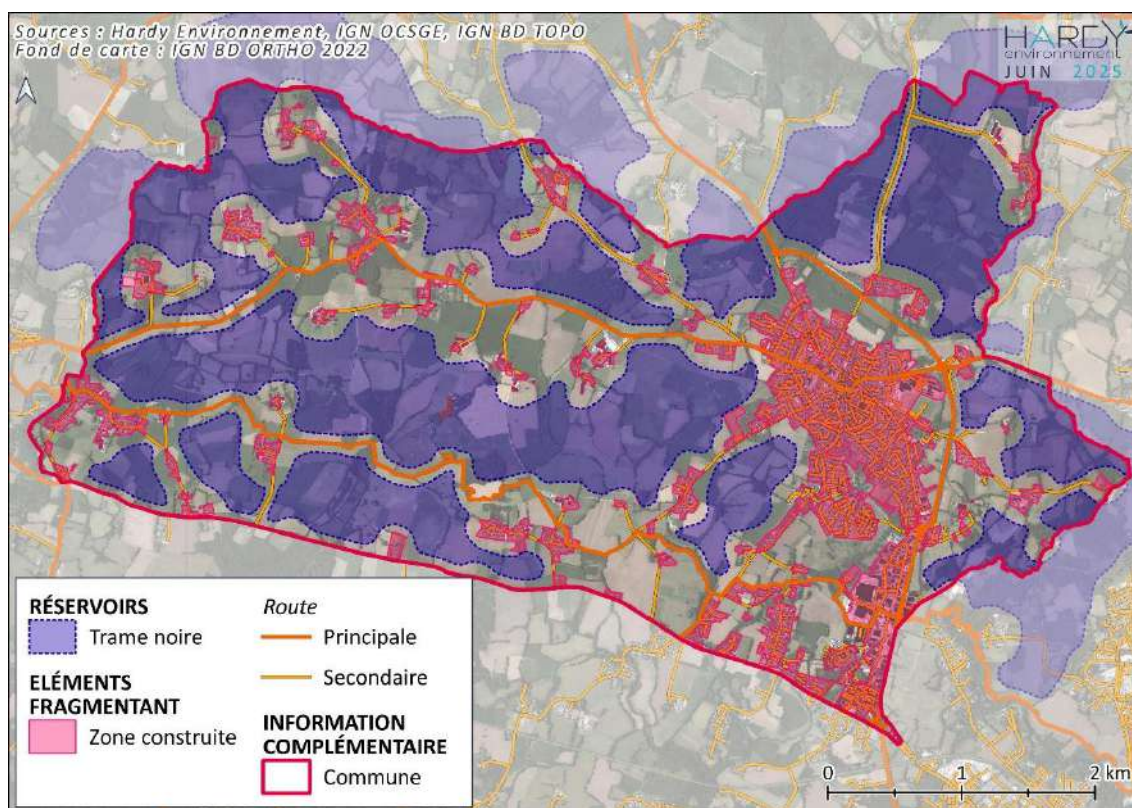 Sources : Hardy Environnement, IGN OCSGE, IGN BD TOPO
Fond de carte : IGN BD ORTHO 2022
HARDY
environnement
JUIN 2025
RÉSERVOIRS
Trame noire
ELÉMENTS
FRAGMENTANT
Zone construite
Route
Principale
Secondaire
INFORMATION
COMPLÉMENTAIRE
Commune
0 1 2 km